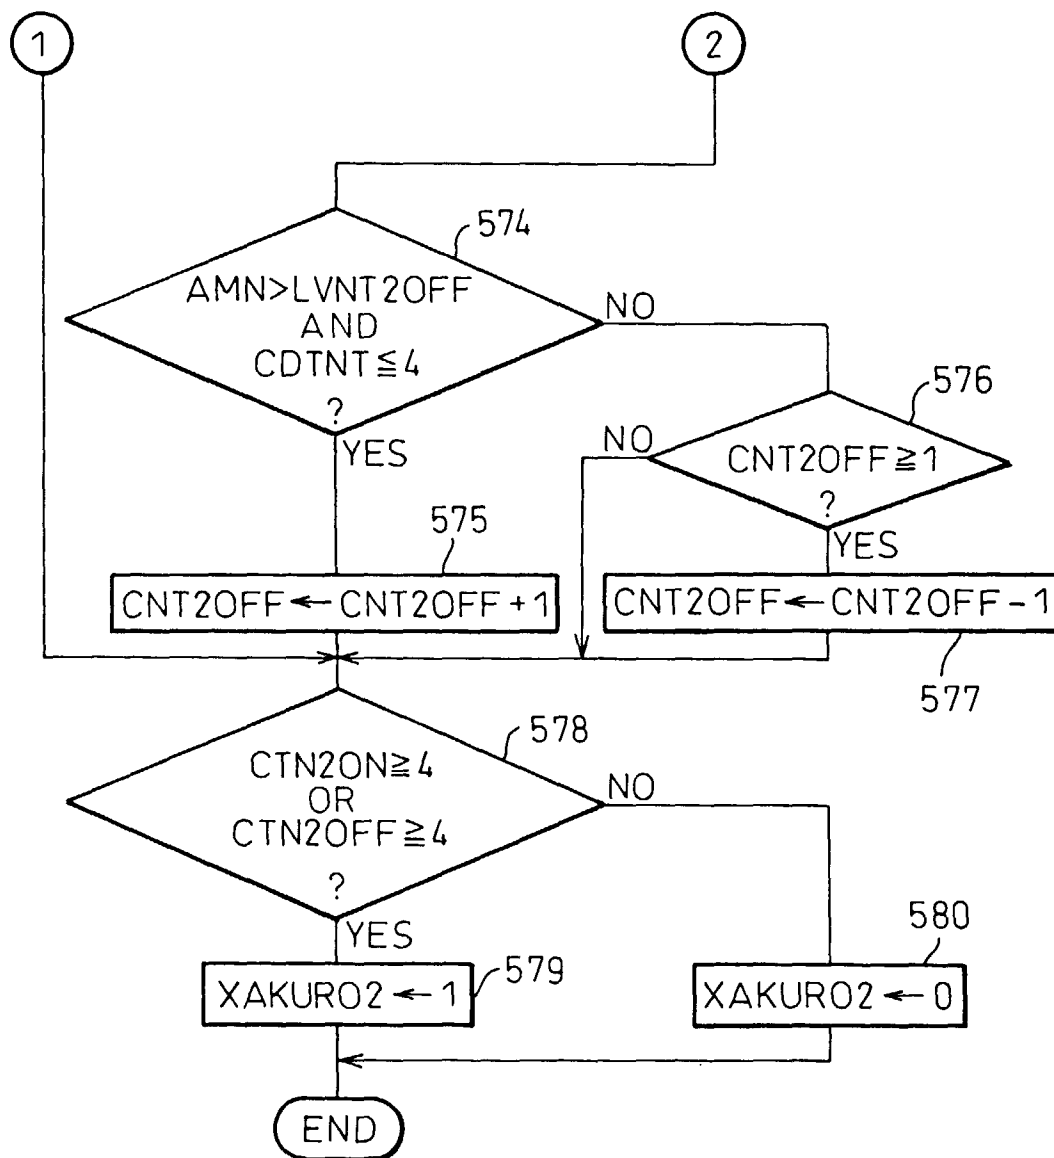 1
2
574
AMN>LVNT2OFF
AND
CDTNT≦4
?
NO
YES
576
NO
CNT2OFF≧1
?
YES
575
CNT2OFF←CNT2OFF+1
CNT2OFF←CNT2OFF-1
577
578
CTN2ON≧4
OR
CTN2OFF≧4
?
NO
YES
579
XAKURO2←1
580
XAKURO2←0
END